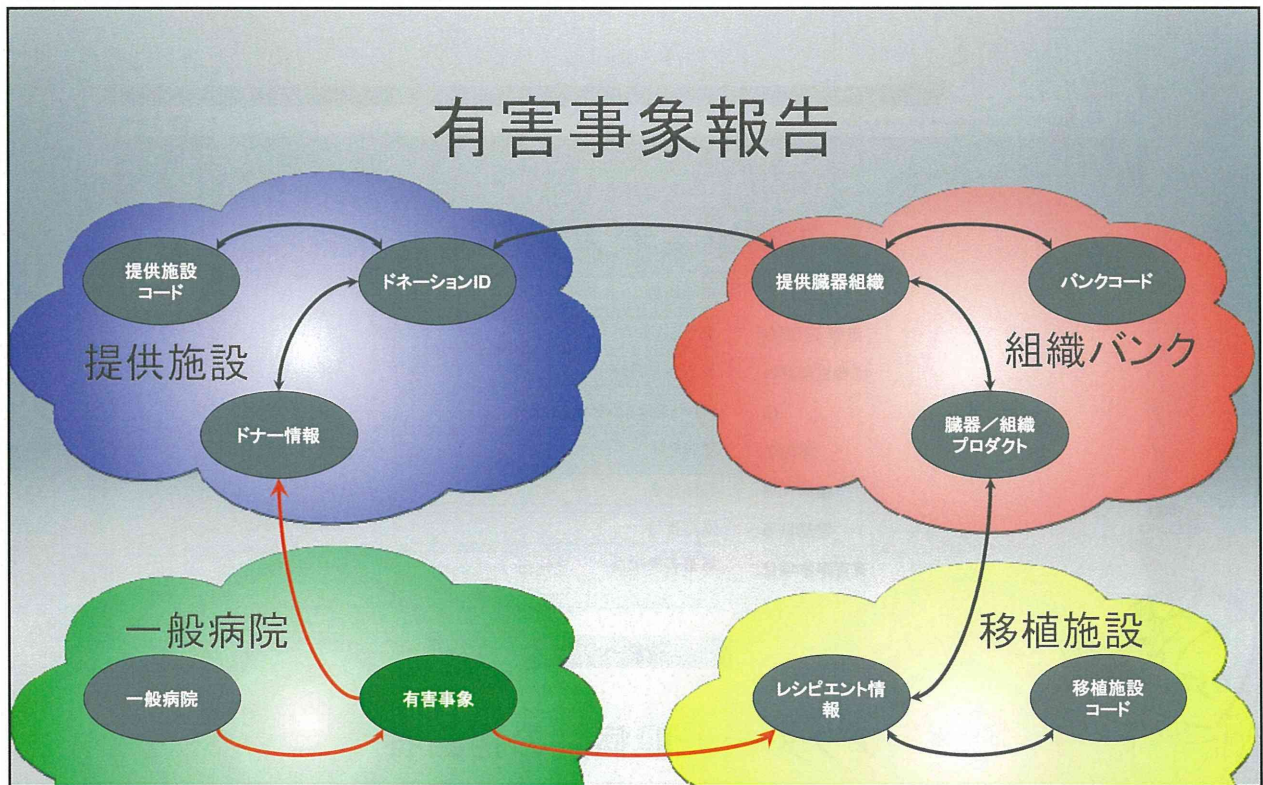 有害事象報告
提供施設
コード
ドネーションID
提供臓器組織
バンクコード
提供施設
組織バンク
ドナー情報
臓器／組織
プロダクト
一般病院
移植施設
一般病院
有害事象
レシピエント情
報
移植施設
コード